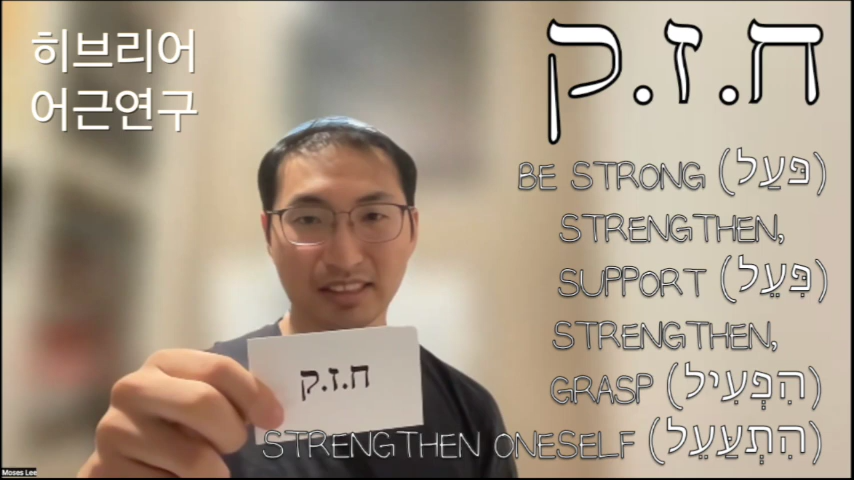 히브리어
어근연구
ח.ז.ק
BE STRONG (פָּעַל)
STRENGTHEN,
SUPPORT (פִּעֵל)
STRENGTHEN,
GRASP (הִפְעִיל)
STRENGTHEN ONESELF (הִתְפַּעֵל)
ח.ז.ק
Moses Lee